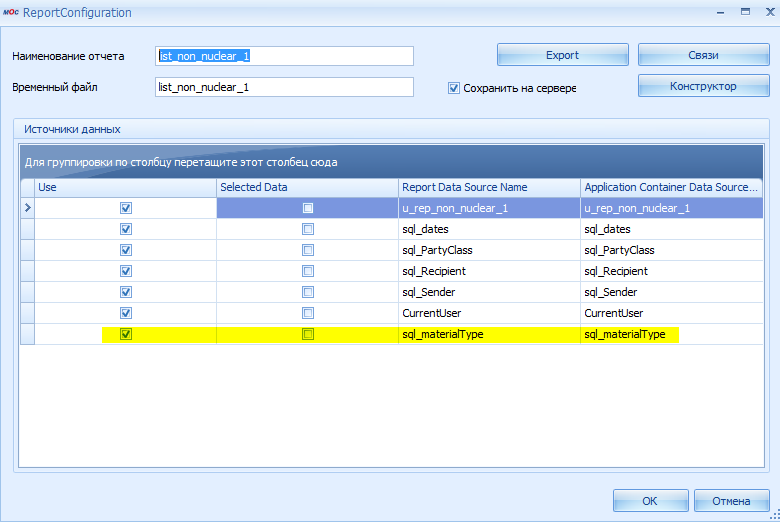 MOC ReportConfiguration
Наименование отчета list_non_nuclear_1 Export Связи
Временный файл list_non_nuclear_1 Сохранить на сервере Конструктор
Источники данных
Для группировки по столбцу перетащите этот столбец сюда
Use Selected Data Report Data Source Name Application Container Data Source...
u_rep_non_nuclear_1 u_rep_non_nuclear_1
sql_dates sql_dates
sql_PartyClass sql_PartyClass
sql_Recipient sql_Recipient
sql_Sender sql_Sender
CurrentUser CurrentUser
sql_materialType sql_materialType
OK Отмена